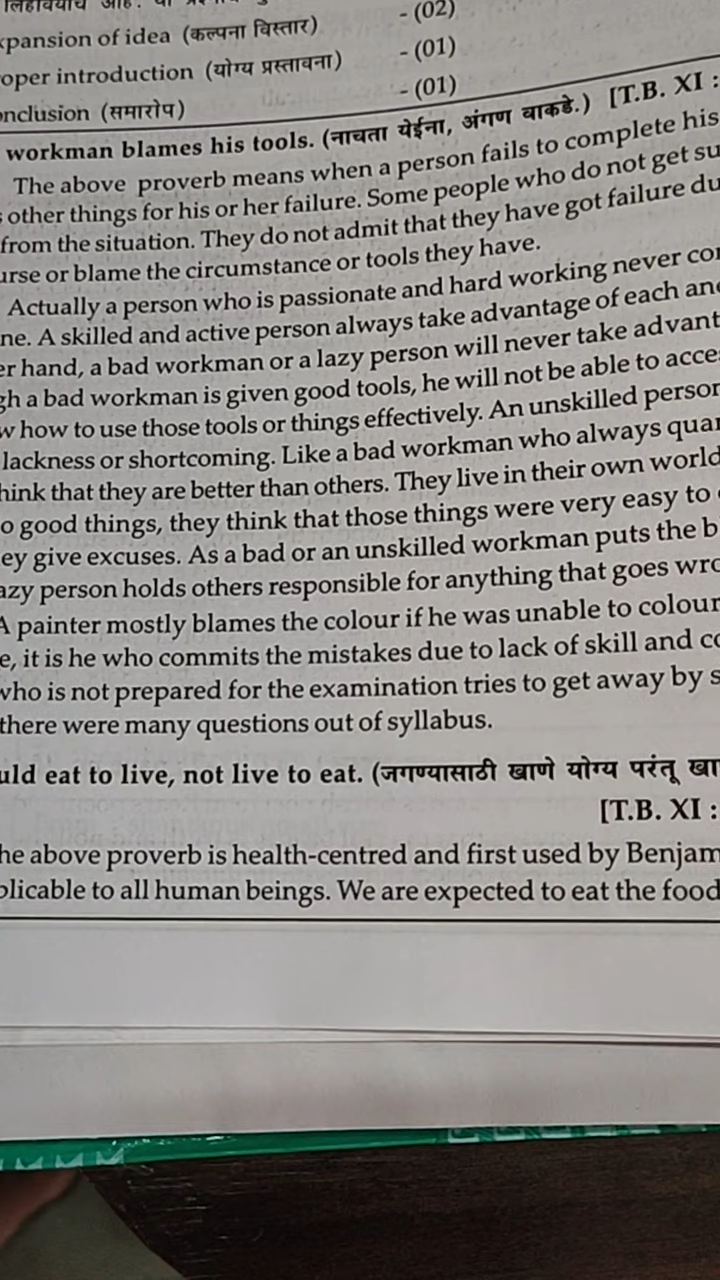 xpansion of idea (कल्पना विस्तार) - (02)
oper introduction (योग्य प्रस्तावना) - (01)
nclusion (समारोप) - (01)
workman blames his tools. (नाचता येईना, अंगण वाकडे.) [T.B. XI :
The above proverb means when a person fails to complete his
other things for his or her failure. Some people who do not get su
from the situation. They do not admit that they have got failure du
urse or blame the circumstance or tools they have.
Actually a person who is passionate and hard working never cor
ne. A skilled and active person always take advantage of each and
er hand, a bad workman or a lazy person will never take advant
gh a bad workman is given good tools, he will not be able to acce
w how to use those tools or things effectively. An unskilled person
lackness or shortcoming. Like a bad workman who always quar
hink that they are better than others. They live in their own world
o good things, they think that those things were very easy to
ey give excuses. As a bad or an unskilled workman puts the b
azy person holds others responsible for anything that goes wro
A painter mostly blames the colour if he was unable to colour
e, it is he who commits the mistakes due to lack of skill and co
who is not prepared for the examination tries to get away by s
there were many questions out of syllabus.
uld eat to live, not live to eat. (जगण्यासाठी खाणे योग्य परंतू खा
[T.B. XI :
he above proverb is health-centred and first used by Benjam
plicable to all human beings. We are expected to eat the food